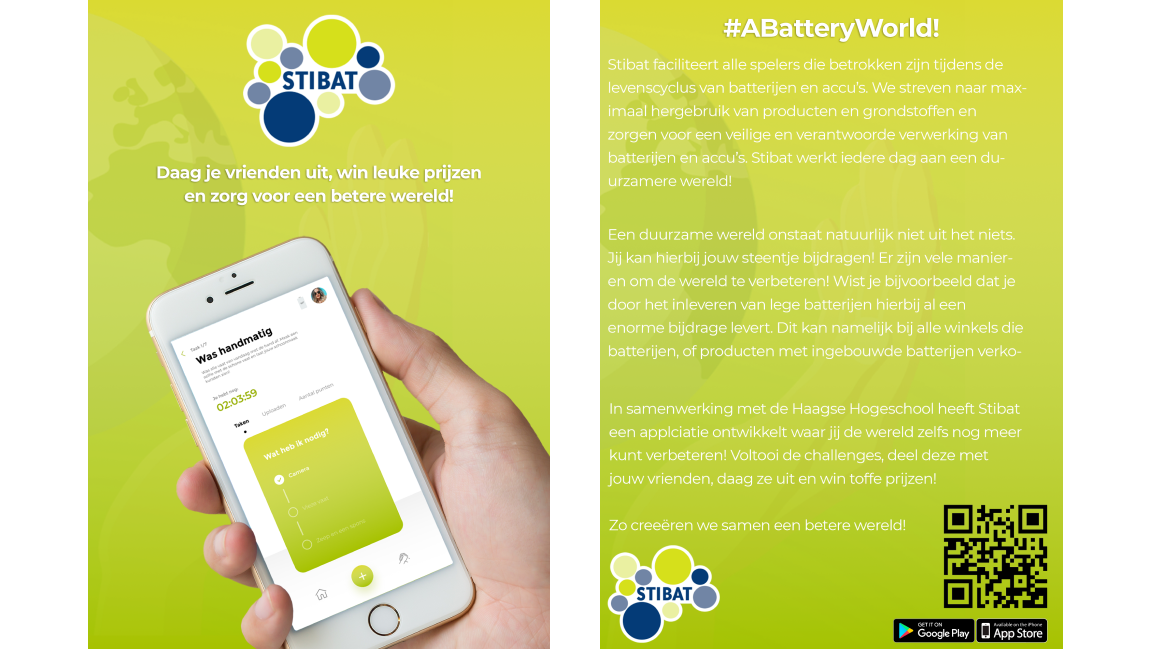 STIBAT
Daag je vrienden uit, win leuke prijzen
en zorg voor een betere wereld!
Task 1/7
Was handmatig
Je hebt nog:
02:03:59
Taken
Uploaden
Aantal punten
Wat heb ik nodig?
Camera
#ABatteryWorld!
Stibat faciliteert alle spelers die betrokken zijn tijdens de
levenscyclus van batterijen en accu's. We streven naar max-
imaal hergebruik van producten en grondstoffen en
zorgen voor een veilige en verantwoorde verwerking van
batterijen en accu's. Stibat werkt iedere dag aan een du-
urzamere wereld!
Een duurzame wereld onstaat natuurlijk niet uit het niets.
Jij kan hierbij jouw steentje bijdragen! Er zijn vele manier-
en om de wereld te verbeteren! Wist je bijvoorbeeld dat je
door het inleveren van lege batterijen hierbij al een
enorme bijdrage levert. Dit kan namelijk bij alle winkels die
batterijen, of producten met ingebouwde batterijen verko-
In samenwerking met de Haagse Hogeschool heeft Stibat
een applciatie ontwikkelt waar jij de wereld zelfs nog meer
kunt verbeteren! Voltooi de challenges, deel deze met
jouw vrienden, daag ze uit en win toffe prijzen!
Zo creeëren we samen een betere wereld!
STIBAT
GET IT ON
Google Play
Available on the iPhone
App Store